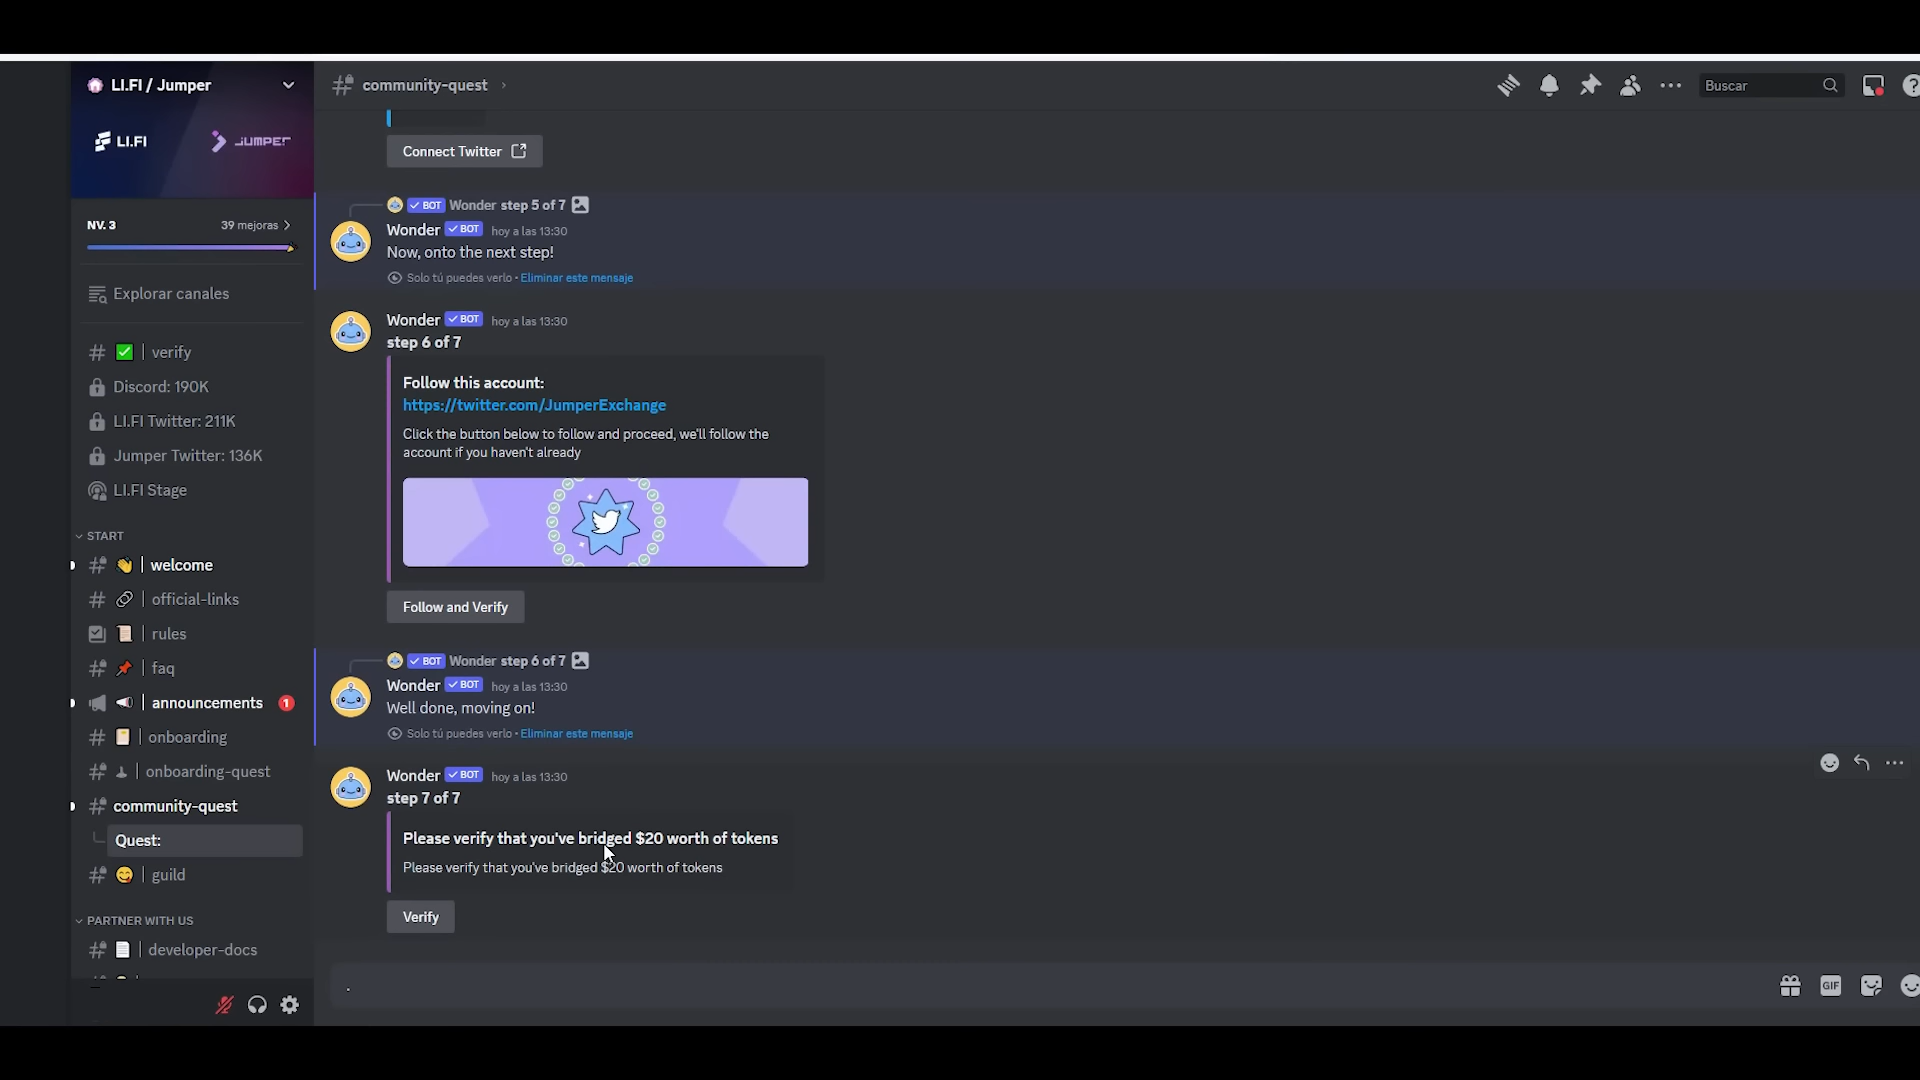 LI.FI / Jumper
LI.FI
JUMPER
NV. 3
39 mejoras
Explorar canales
verify
Discord: 190K
LI.FI Twitter: 211K
Jumper Twitter: 136K
LI.FI Stage
START
welcome
official-links
rules
faq
announcements
1
onboarding
onboarding-quest
community-quest
Quest:
guild
PARTNER WITH US
developer-docs
community-quest
Buscar
Connect Twitter
BOT Wonder step 5 of 7
Wonder BOT hoy a las 13:30
Now, onto the next step!
Solo tú puedes verlo • Eliminar este mensaje
Wonder BOT hoy a las 13:30
step 6 of 7
Follow this account:
https://twitter.com/JumperExchange
Click the button below to follow and proceed, we'll follow the
account if you haven't already
Follow and Verify
BOT Wonder step 6 of 7
Wonder BOT hoy a las 13:30
Well done, moving on!
Solo tú puedes verlo • Eliminar este mensaje
Wonder BOT hoy a las 13:30
step 7 of 7
Please verify that you've bridged $20 worth of tokens
Please verify that you've bridged $20 worth of tokens
Verify
.
GIF